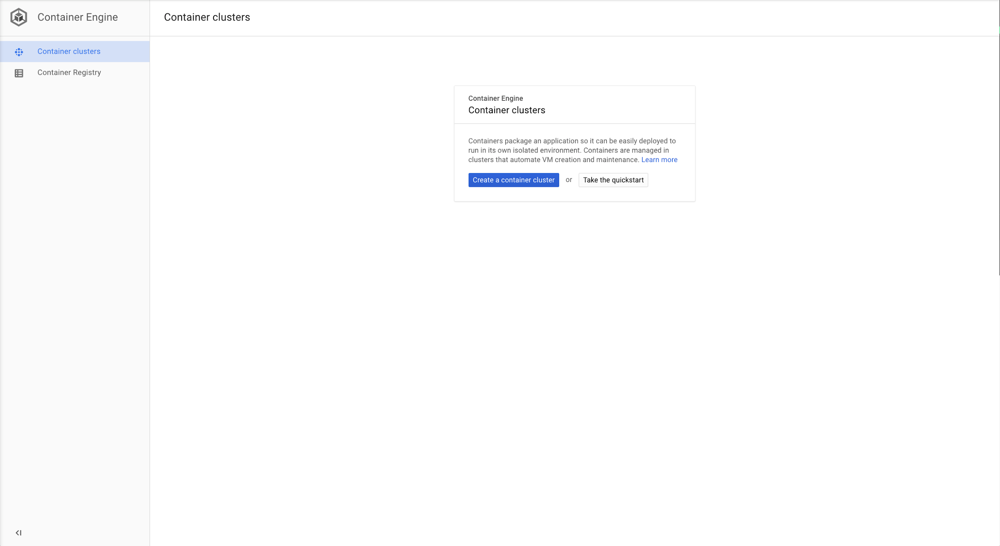 Container Engine
Container clusters
Container clusters
Container Registry
Container Engine
Container clusters
Containers package an application so it can be easily deployed to
run in its own isolated environment. Containers are managed in
clusters that automate VM creation and maintenance. Learn more
Create a container cluster or Take the quickstart